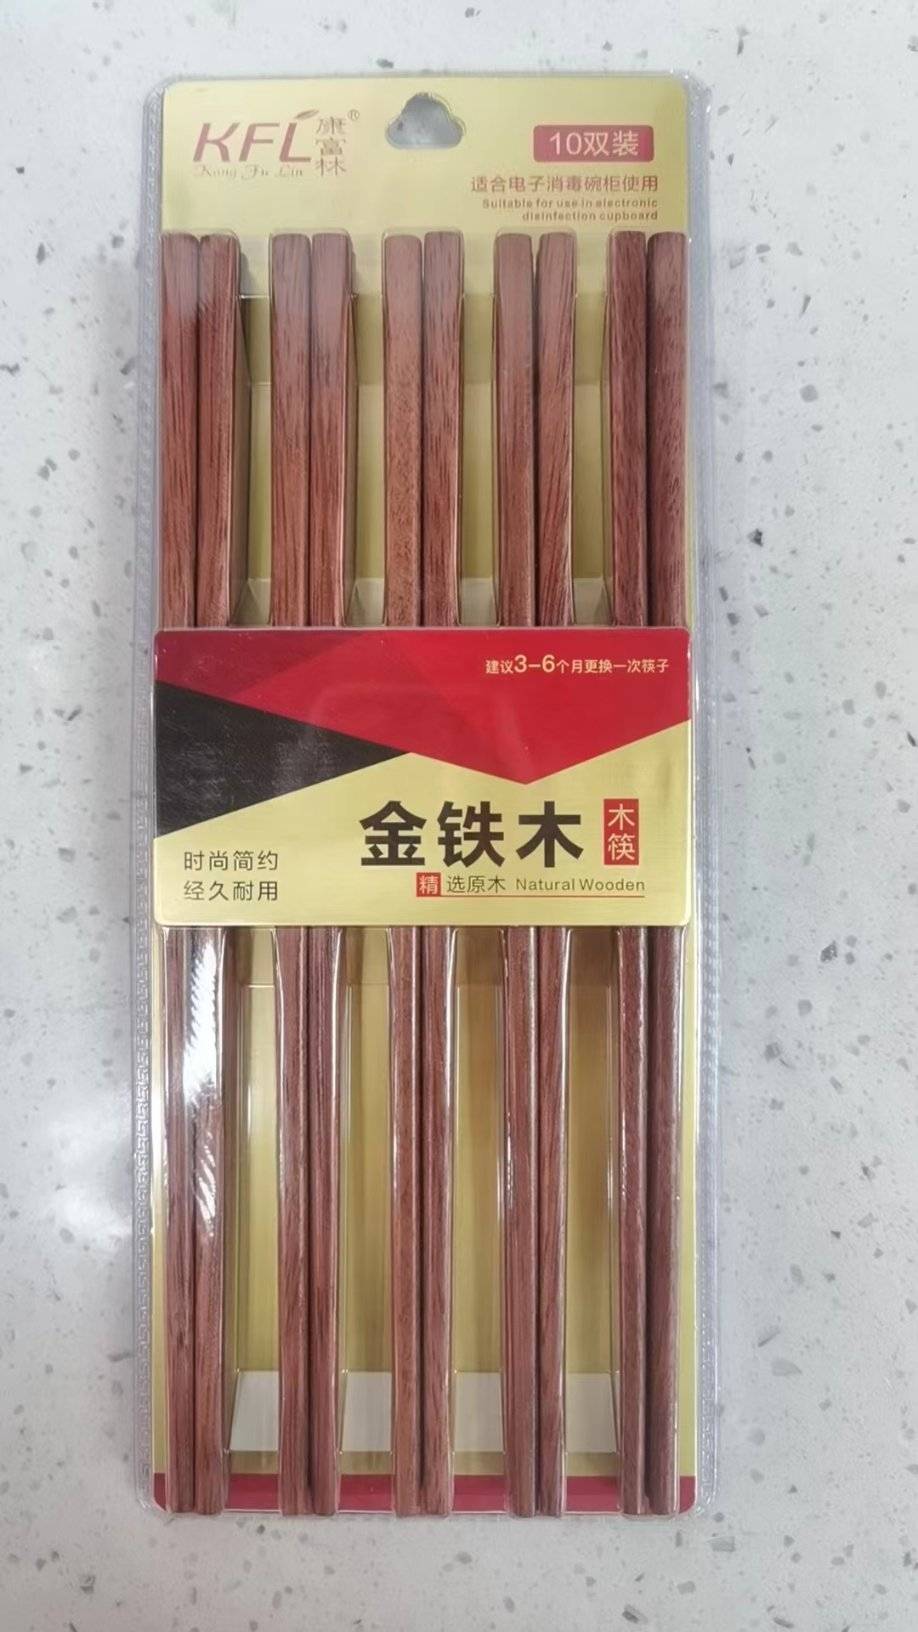 KFL 康富林®
Kang Fu Lin
10双装
适合电子消毒碗柜使用
Suitable for use in electronic
disinfection cupboard
建议3-6个月更换一次筷子
金铁木 木筷
时尚简约
经久耐用
精选原木 Natural Wooden